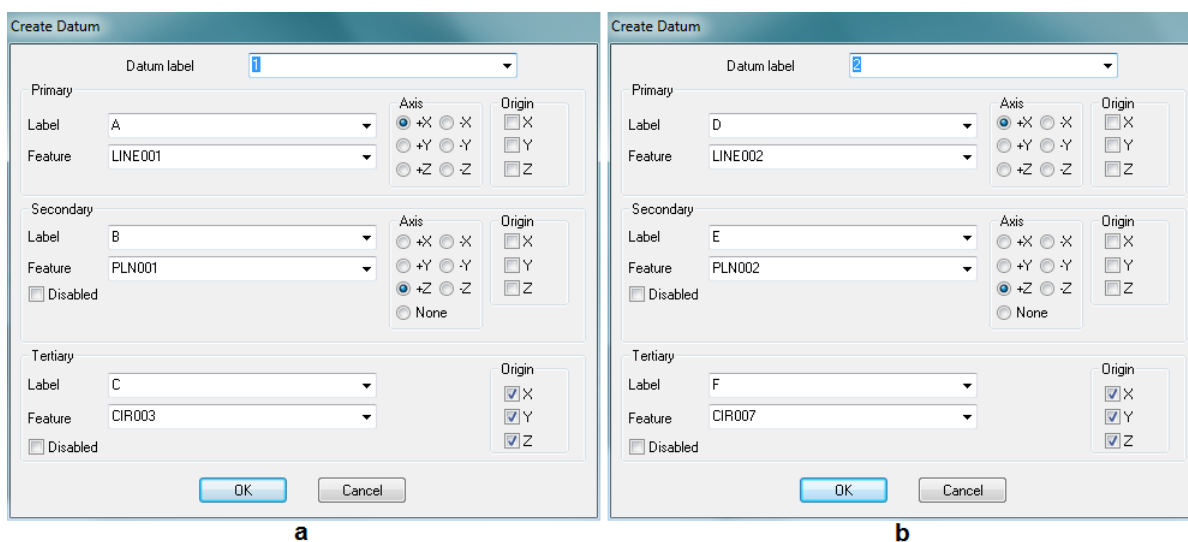 Create Datum
Datum label 1
Primary
Axis Origin
Label A +X -X X
+Y -Y Y
Feature LINE001
+Z -Z Z
Secondary
Axis Origin
Label B +X -X X
Feature PLN001 +Y -Y Y
Disabled +Z -Z Z
None
Tertiary
Origin
Label C X
Feature CIR003 Y
Disabled Z
OK Cancel
a
Create Datum
Datum label 2
Primary
Axis Origin
Label D +X -X X
+Y -Y Y
Feature LINE002
+Z -Z Z
Secondary
Axis Origin
Label E +X -X X
Feature PLN002 +Y -Y Y
Disabled +Z -Z Z
None
Tertiary
Origin
Label F X
Feature CIR007 Y
Disabled Z
OK Cancel
b